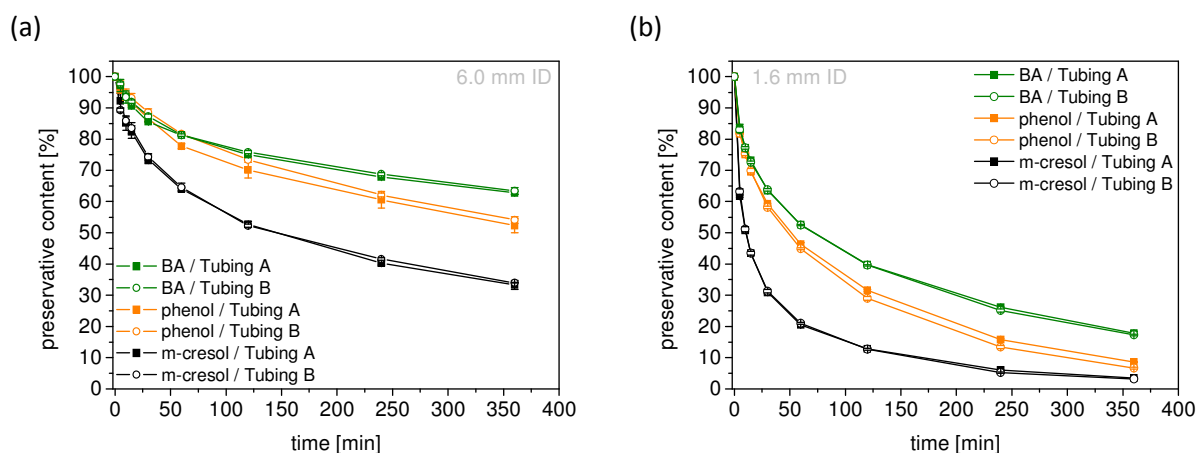 (a)
6.0 mm ID
preservative content [%]
100
90
80
70
60
50
40
30
20
10
0
BA / Tubing A
BA / Tubing B
phenol / Tubing A
phenol / Tubing B
m-cresol / Tubing A
m-cresol / Tubing B
0 50 100 150 200 250 300 350 400
time [min]
(b)
1.6 mm ID
preservative content [%]
100
90
80
70
60
50
40
30
20
10
0
BA / Tubing A
BA / Tubing B
phenol / Tubing A
phenol / Tubing B
m-cresol / Tubing A
m-cresol / Tubing B
0 50 100 150 200 250 300 350 400
time [min]